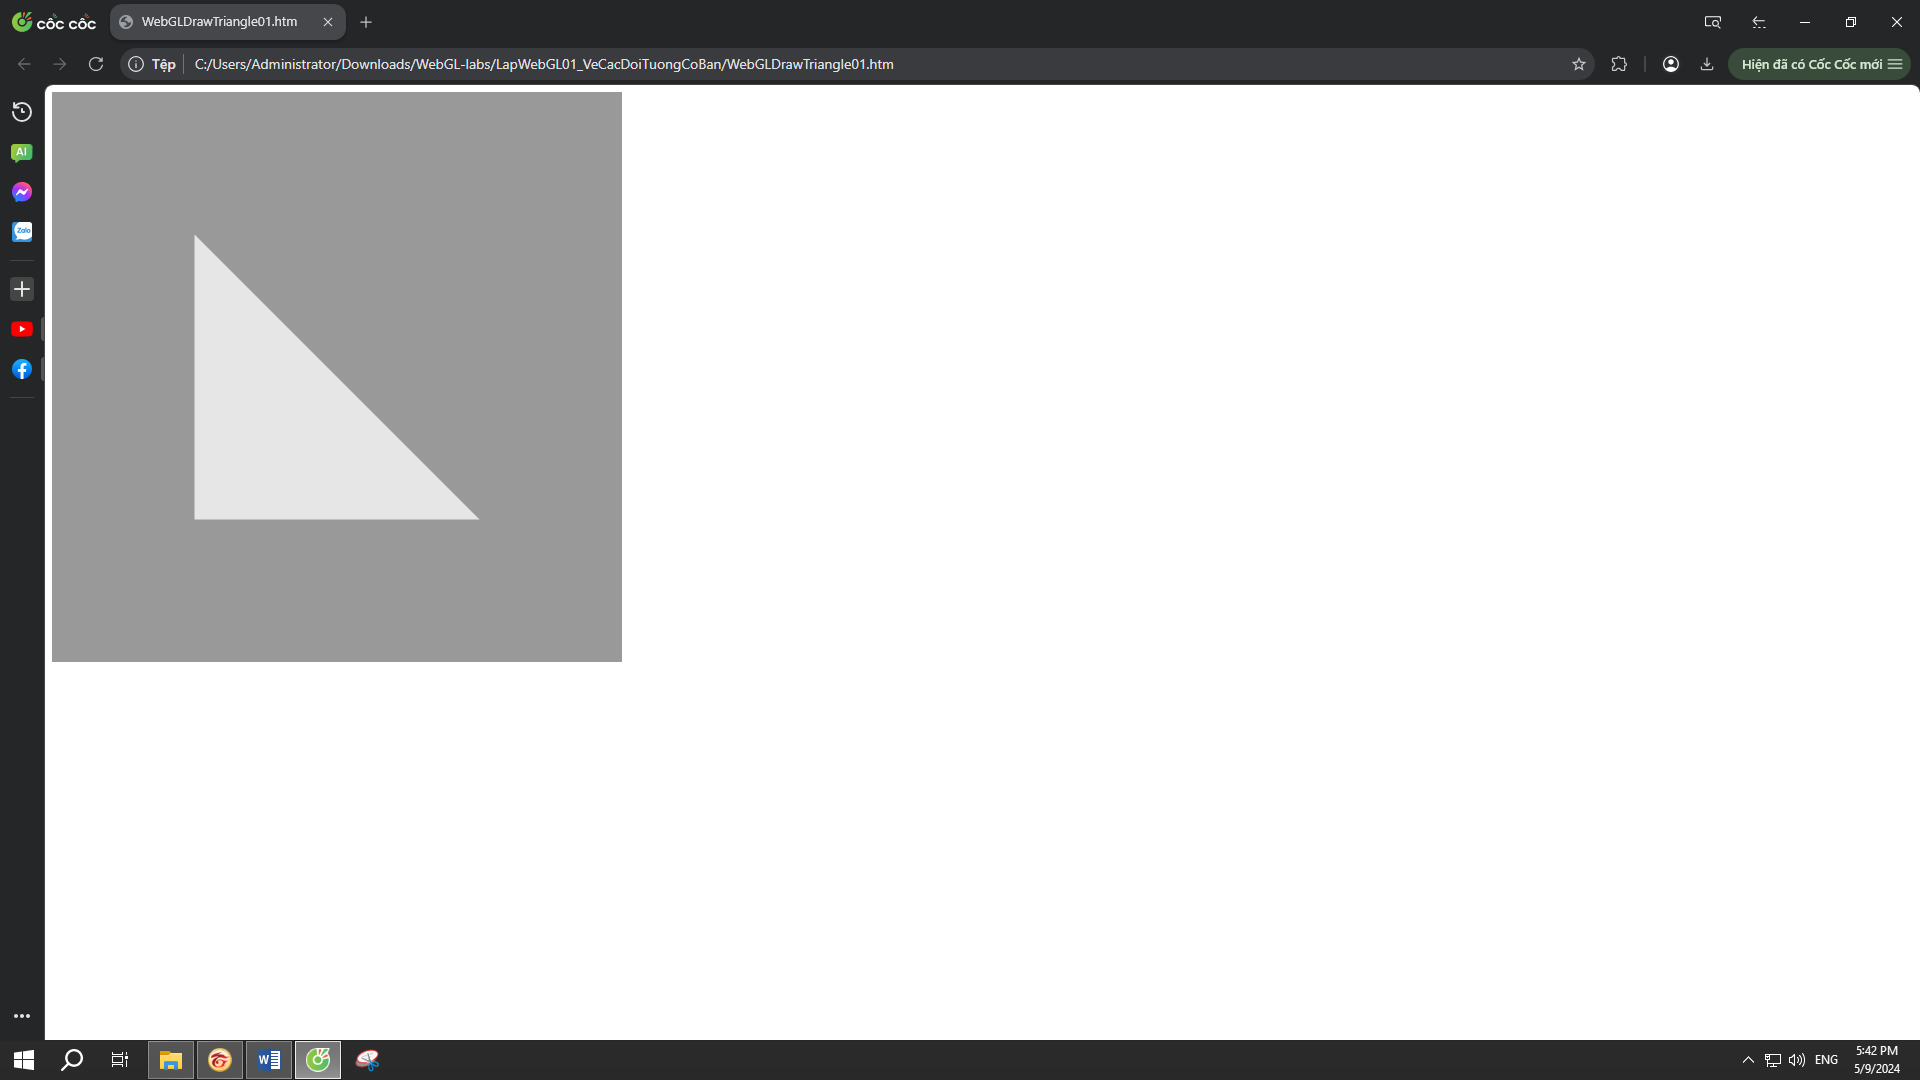 cốc cốc
WebGLDrawTriangle01.htm
Tệp
C:/Users/Administrator/Downloads/WebGL-labs/LapWebGL01_VeCacDoiTuongCoBan/WebGLDrawTriangle01.htm
Hiện đã có Cốc Cốc mới
AI
Zalo
W
ENG
5:42 PM
5/9/2024